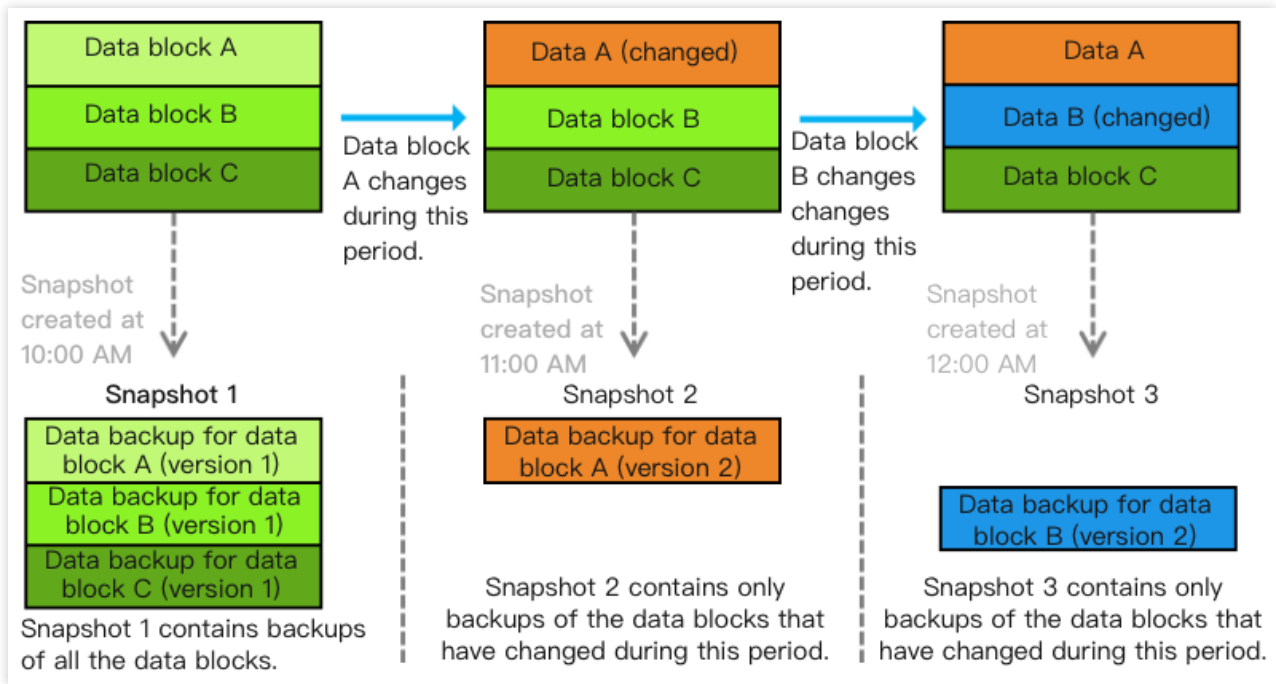 Data block A
Data block B
Data block C
Data block
A changes
during this
period.
Data A (changed)
Data block B
Data block C
Data block
B changes
changes
during this
period.
Data A
Data B (changed)
Data block C
Snapshot
created at
10:00 AM
Snapshot
created at
11:00 AM
Snapshot
created at
12:00 AM
Snapshot 1
Data backup for data
block A (version 1)
Data backup for data
block B (version 1)
Data backup for data
block C (version 1)
Snapshot 1 contains backups
of all the data blocks.
Snapshot 2
Data backup for data
block A (version 2)
Snapshot 2 contains only
backups of the data blocks that
have changed during this period.
Snapshot 3
Data backup for data
block B (version 2)
Snapshot 3 contains only
backups of the data blocks that
have changed during this period.